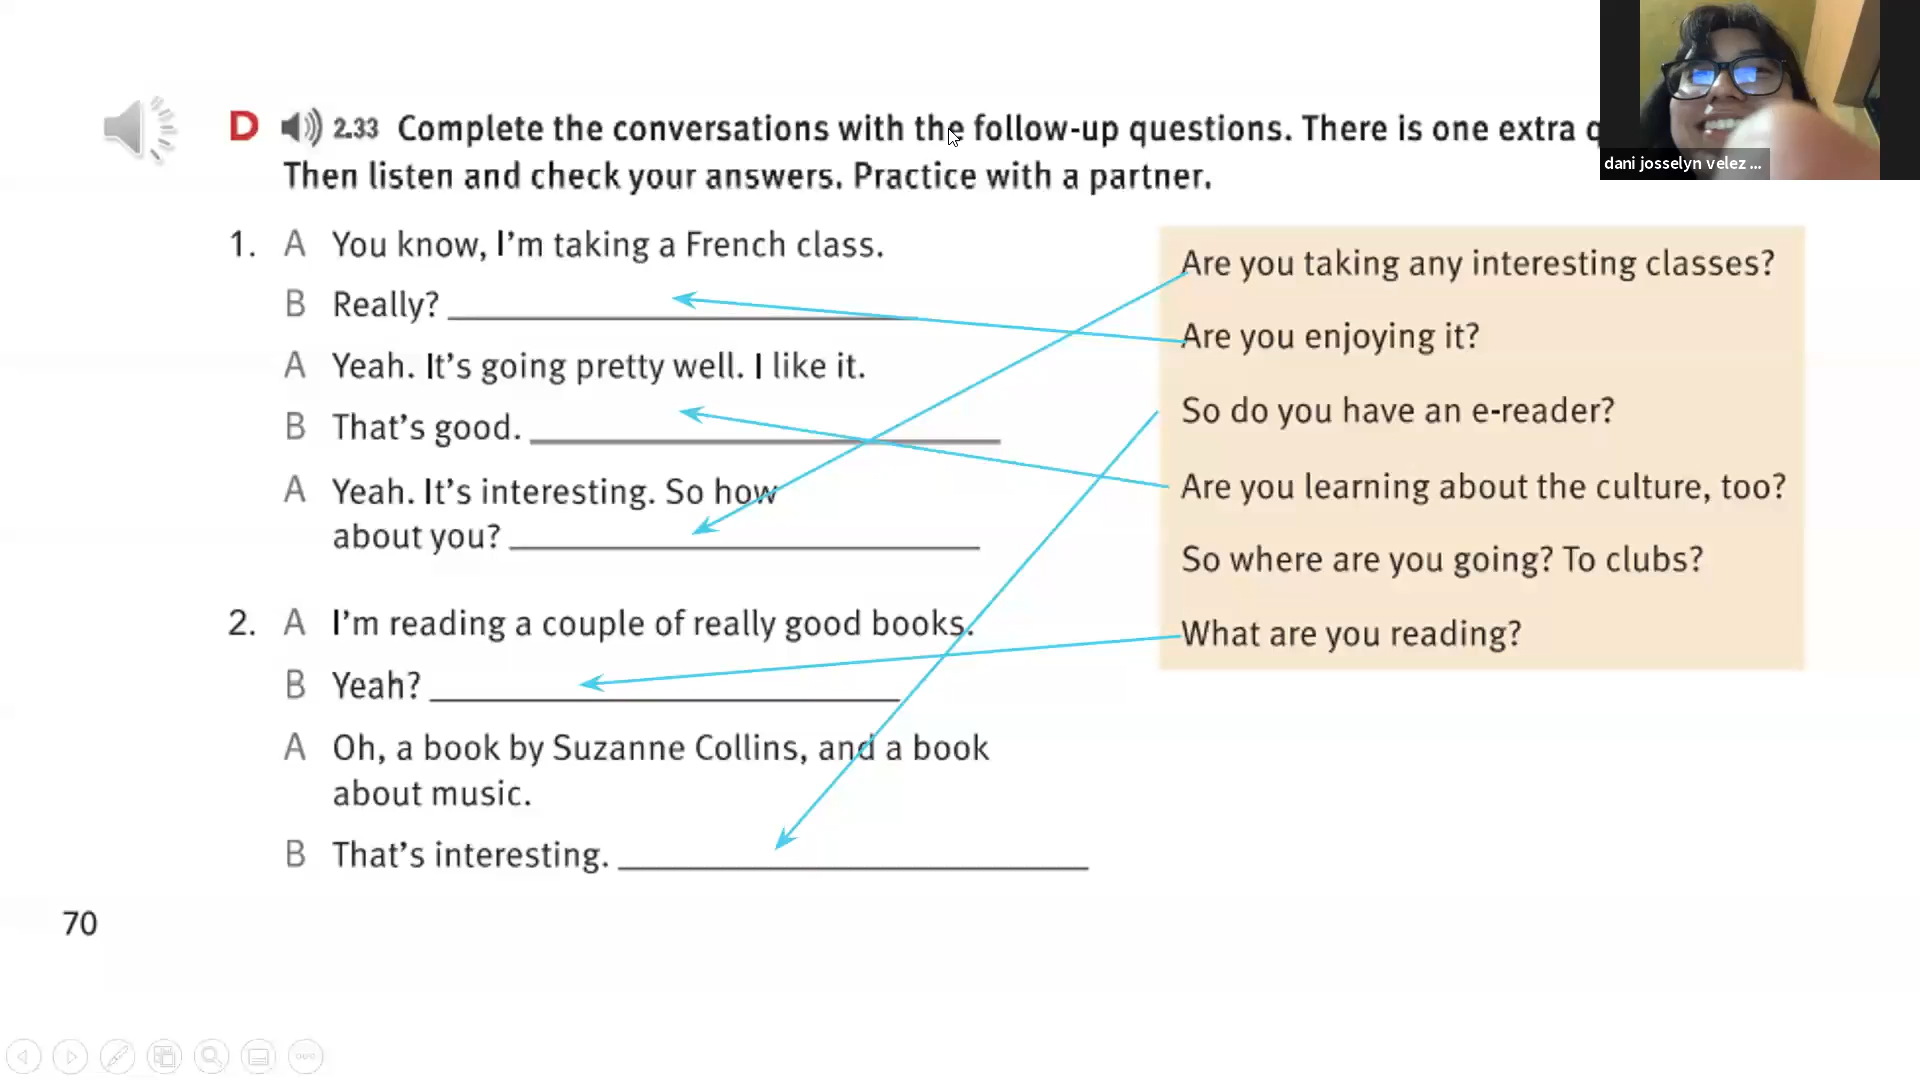 D 2.33 Complete the conversations with the follow-up questions. There is one extra q
Then listen and check your answers. Practice with a partner.
1. A You know, I'm taking a French class.
B Really?
A Yeah. It's going pretty well. I like it.
B That's good.
A Yeah. It's interesting. So how
about you?
2. A I'm reading a couple of really good books.
B Yeah?
A Oh, a book by Suzanne Collins, and a book
about music.
B That's interesting.
Are you taking any interesting classes?
Are you enjoying it?
So do you have an e-reader?
Are you learning about the culture, too?
So where are you going? To clubs?
What are you reading?
70
dani josselyn velez ...